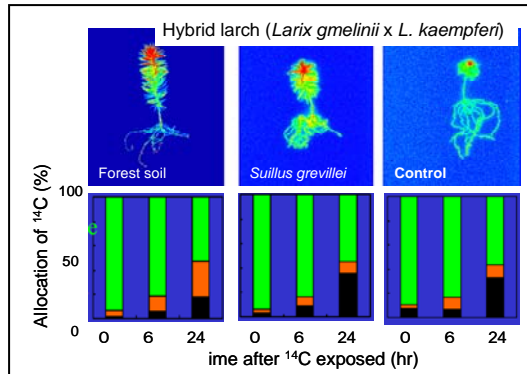 Hybrid larch (Larix gmelinii x L. kaempferi)
Forest soil
Suillus grevillei
Control
Allocation of 14C (%)
100
50
0
e
0 6 24 0 6 24 0 6 24
ime after 14C exposed (hr)